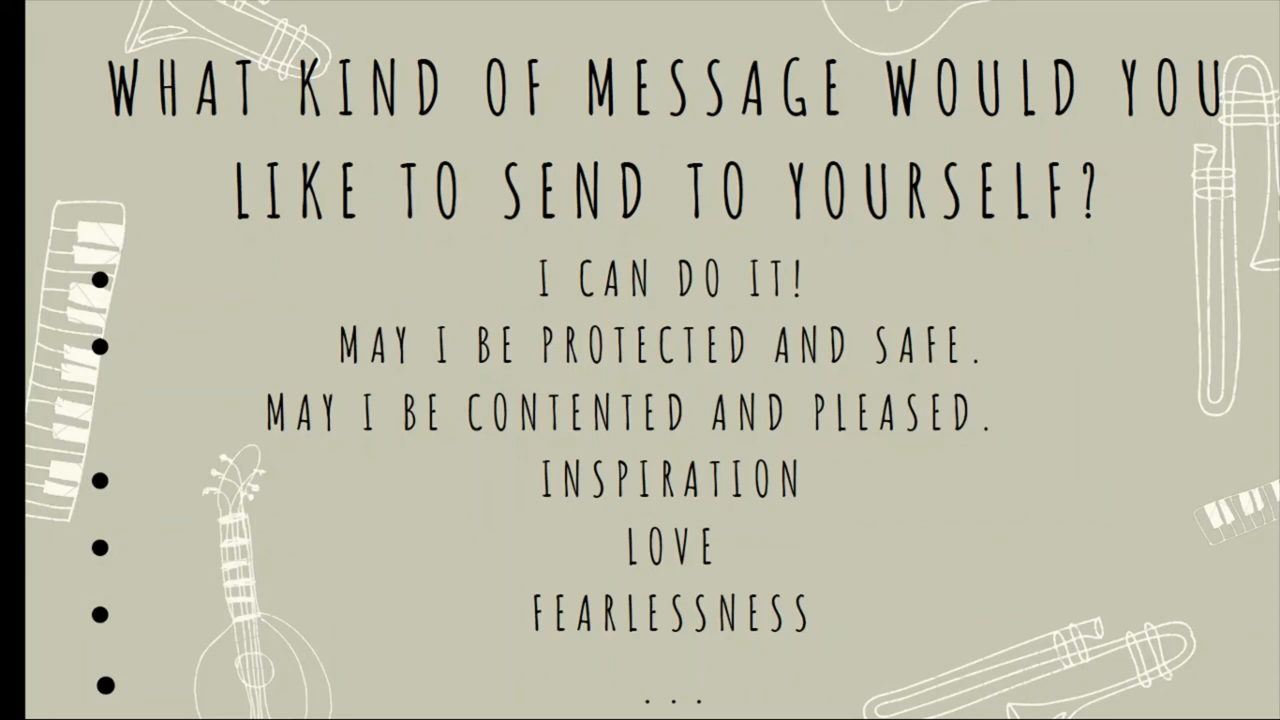 WHAT KIND OF MESSAGE WOULD YOU
LIKE TO SEND TO YOURSELF?
• I CAN DO IT!
• MAY I BE PROTECTED AND SAFE.
MAY I BE CONTENTED AND PLEASED.
• INSPIRATION
• LOVE
• FEARLESSNESS
• ...